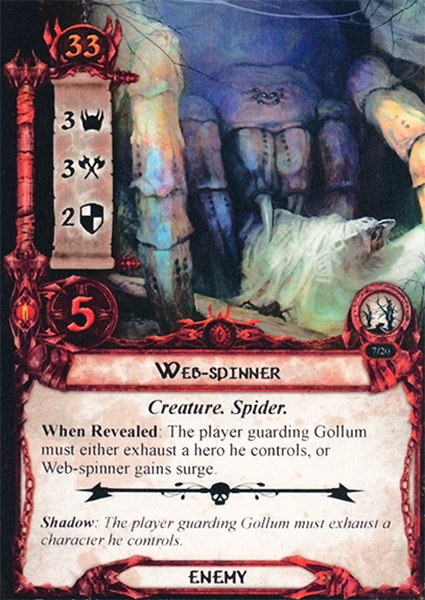 33
3
3
2
5
7/20
Web-spinner
Creature. Spider.
When Revealed: The player guarding Gollum
must either exhaust a hero he controls, or
Web-spinner gains surge.
Shadow: The player guarding Gollum must exhaust a
character he controls.
ENEMY